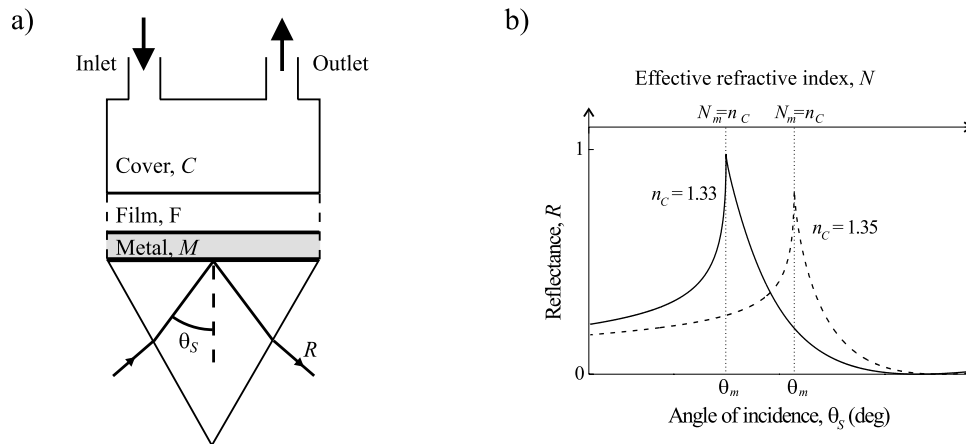 a)
Inlet
Outlet
Cover, C
Film, F
Metal, M
θS
R
b)
Effective refractive index, N
Nm=nC
Nm=nC
1
nC = 1.33
nC = 1.35
Reflectance, R
0
θm
θm
Angle of incidence, θS (deg)